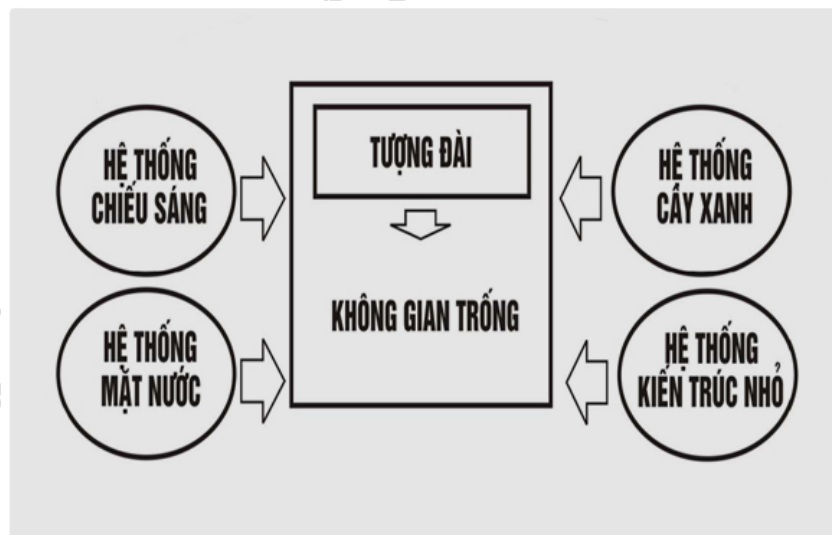 HỆ THỐNG
CHIẾU SÁNG
TƯỢNG ĐÀI
HỆ THỐNG
CÂY XANH
KHÔNG GIAN TRỐNG
HỆ THỐNG
MẶT NƯỚC
HỆ THỐNG
KIẾN TRÚC NHỎ